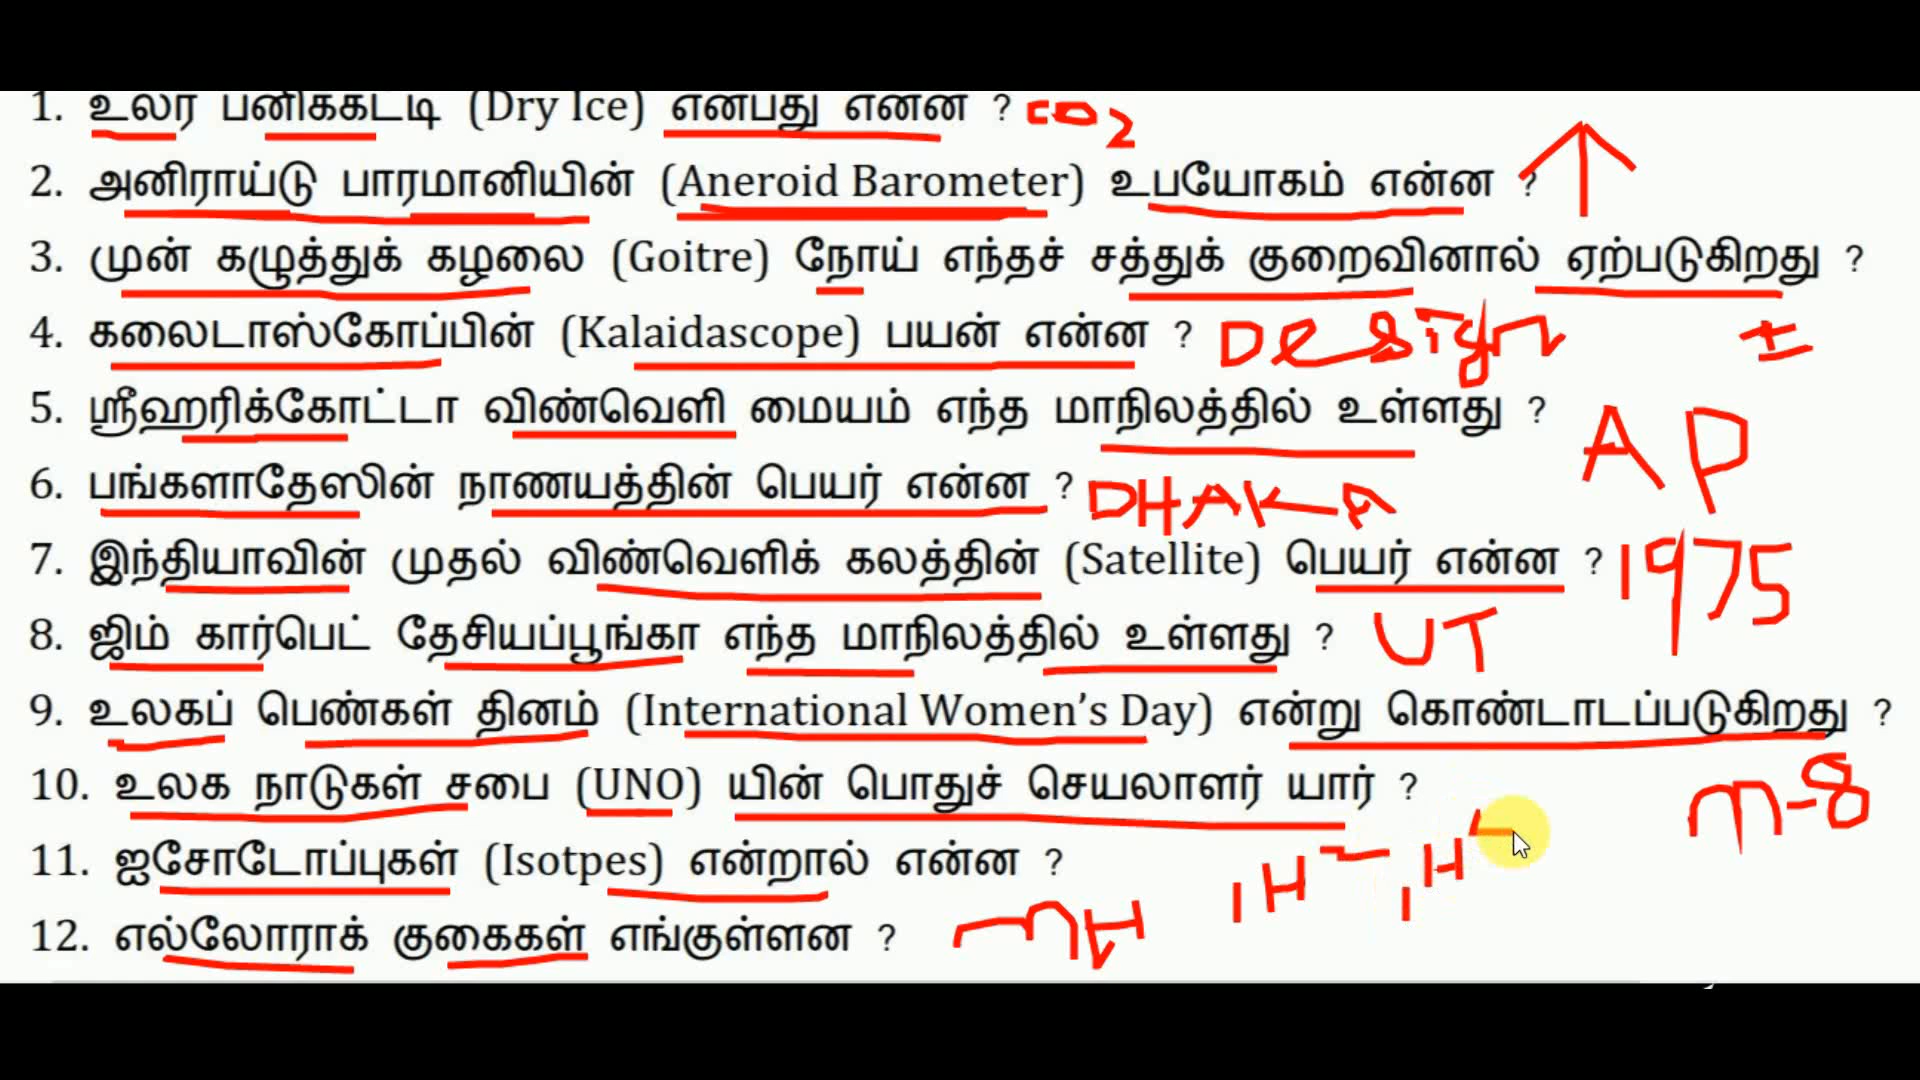 1. உலர் பனிக்கட்டி (Dry Ice) என்பது என்ன ? CO2
2. அனிராய்டு பாரமானியின் (Aneroid Barometer) உபயோகம் என்ன ? ↑
3. முன் கழுத்துக் கழலை (Goitre) நோய் எந்தச் சத்துக் குறைவினால் ஏற்படுகிறது ?
4. கலைடாஸ்கோப்பின் (Kalaidascope) பயன் என்ன ? Design I
5. ஸ்ரீஹரிக்கோட்டா விண்வெளி மையம் எந்த மாநிலத்தில் உள்ளது ? AP
6. பங்களாதேஸின் நாணயத்தின் பெயர் என்ன ? DHAKA
7. இந்தியாவின் முதல் விண்வெளிக் கலத்தின் (Satellite) பெயர் என்ன ? 1975
8. ஜிம் கார்பெட் தேசியப்பூங்கா எந்த மாநிலத்தில் உள்ளது ? UT
9. உலகப் பெண்கள் தினம் (International Women’s Day) என்று கொண்டாடப்படுகிறது ?
10. உலக நாடுகள் சபை (UNO) யின் பொதுச் செயலாளர் யார் ? m-8
11. ஐசோடோப்புகள் (Isotpes) என்றால் என்ன ? 1H 1H
12. எல்லோராக் குகைகள் எங்குள்ளன ? MH